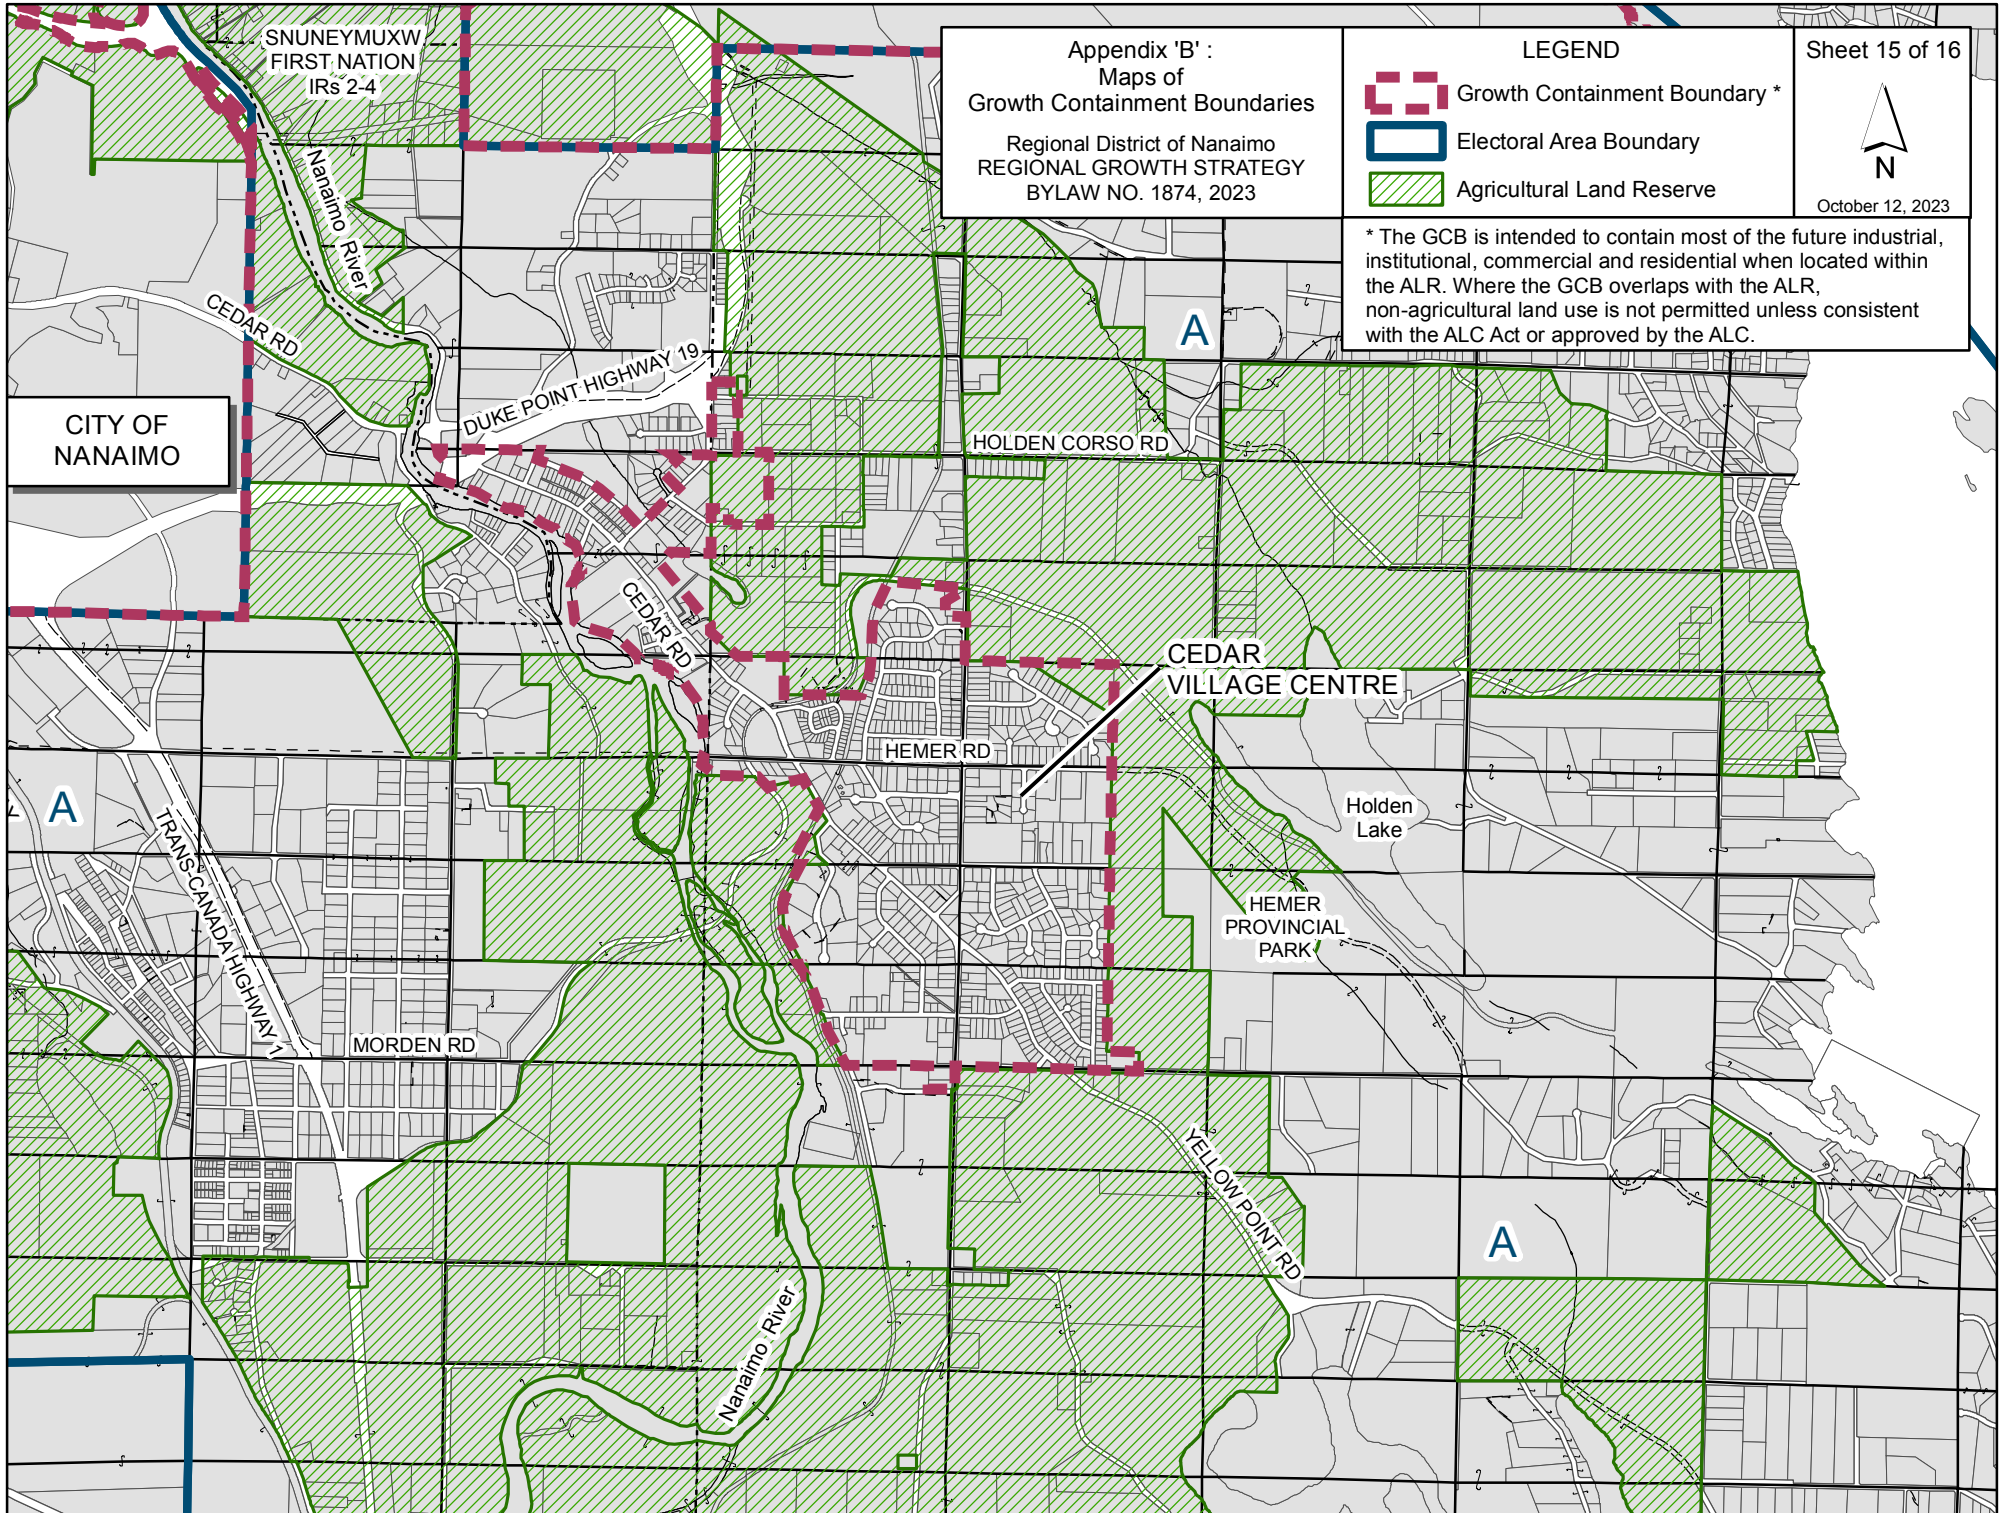 SNUNEYMUXW
FIRST NATION
IRs 2-4
Appendix 'B' :
Maps of
Growth Containment Boundaries
Regional District of Nanaimo
REGIONAL GROWTH STRATEGY
BYLAW NO. 1874, 2023
LEGEND
Growth Containment Boundary *
Electoral Area Boundary
Agricultural Land Reserve
Sheet 15 of 16
N
October 12, 2023
* The GCB is intended to contain most of the future industrial,
institutional, commercial and residential when located within
the ALR. Where the GCB overlaps with the ALR,
non-agricultural land use is not permitted unless consistent
with the ALC Act or approved by the ALC.
Nanaimo River
CEDAR RD
A
DUKE POINT HIGHWAY 19
CITY OF
NANAIMO
HOLDEN CORSO RD
CEDAR RD
CEDAR
VILLAGE CENTRE
HEMER RD
A
Holden
Lake
TRANS-CANADA HIGHWAY 1
HEMER
PROVINCIAL
PARK
MORDEN RD
YELLOW POINT RD
A
Nanaimo River